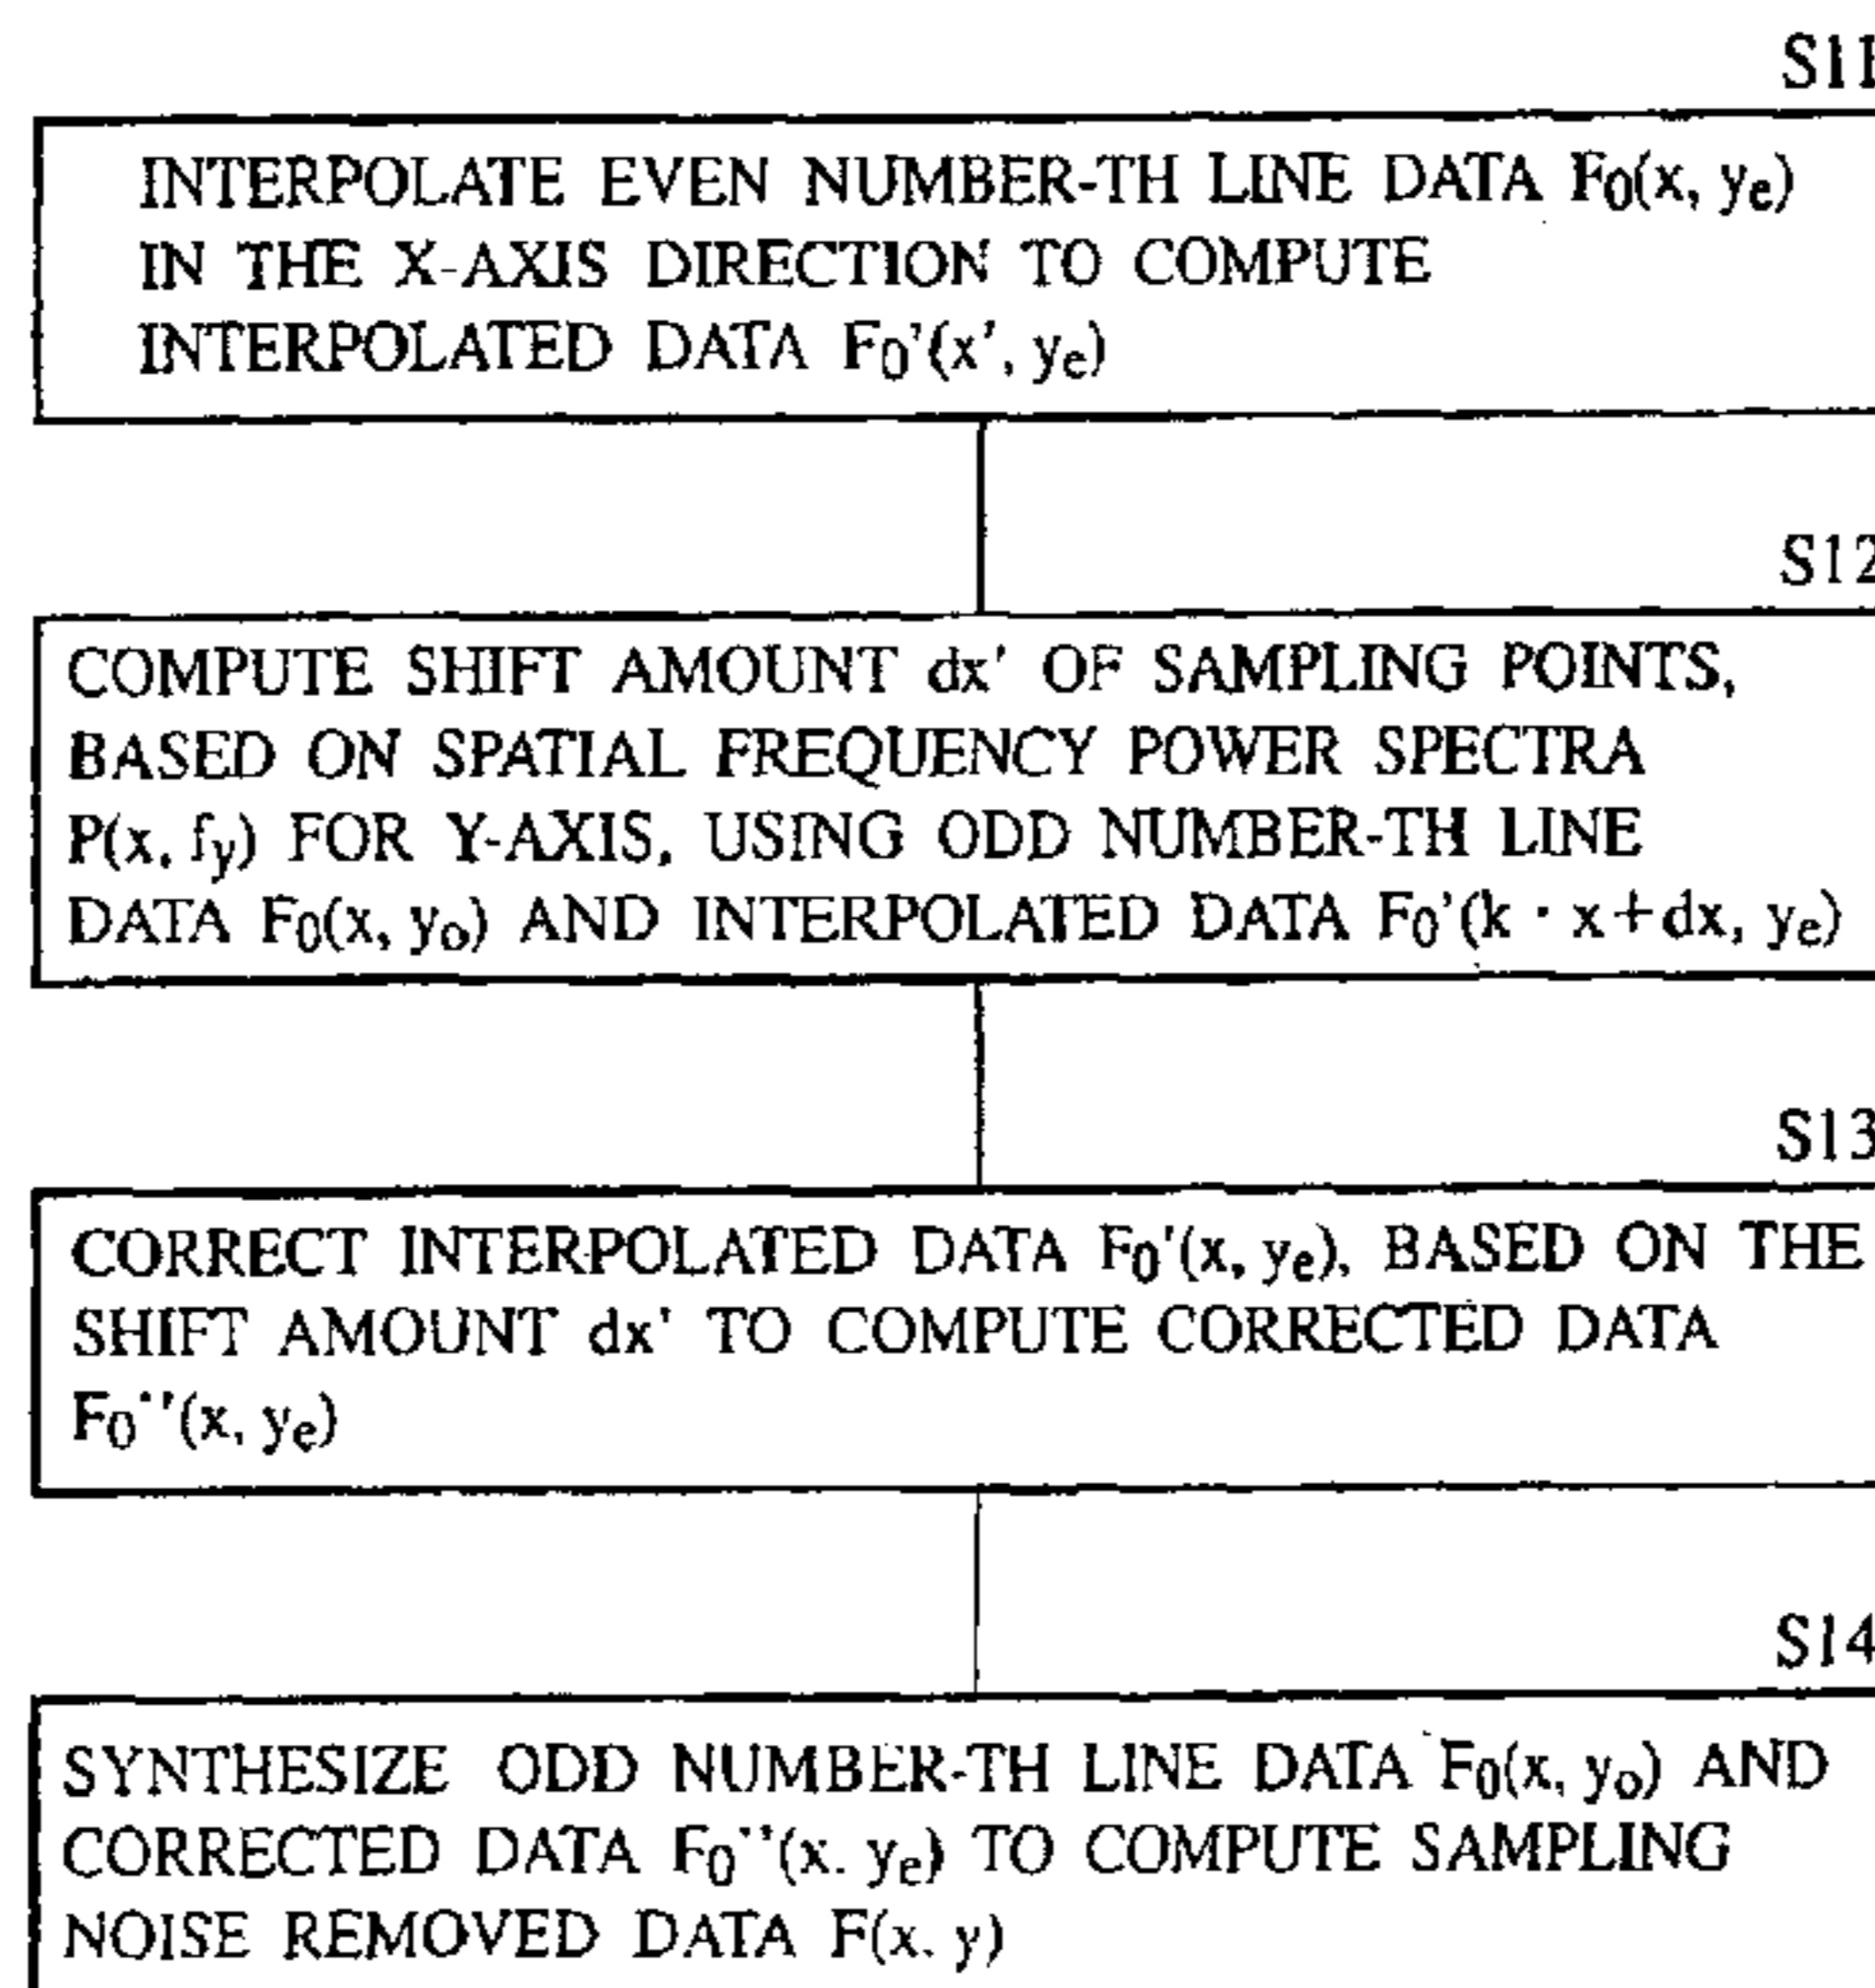 S1
INTERPOLATE EVEN NUMBER-TH LINE DATA F₀(x, yₑ)
IN THE X-AXIS DIRECTION TO COMPUTE
INTERPOLATED DATA F₀'(x', yₑ)
S12
COMPUTE SHIFT AMOUNT dx' OF SAMPLING POINTS,
BASED ON SPATIAL FREQUENCY POWER SPECTRA
P(x, fy) FOR Y-AXIS, USING ODD NUMBER-TH LINE
DATA F₀(x, yₒ) AND INTERPOLATED DATA F₀'(k · x+dx, yₑ)
S13
CORRECT INTERPOLATED DATA F₀'(x, yₑ), BASED ON THE
SHIFT AMOUNT dx' TO COMPUTE CORRECTED DATA
F₀''(x, yₑ)
S14
SYNTHESIZE ODD NUMBER-TH LINE DATA F₀(x, yₒ) AND
CORRECTED DATA F₀''(x, yₑ) TO COMPUTE SAMPLING
NOISE REMOVED DATA F(x, y)